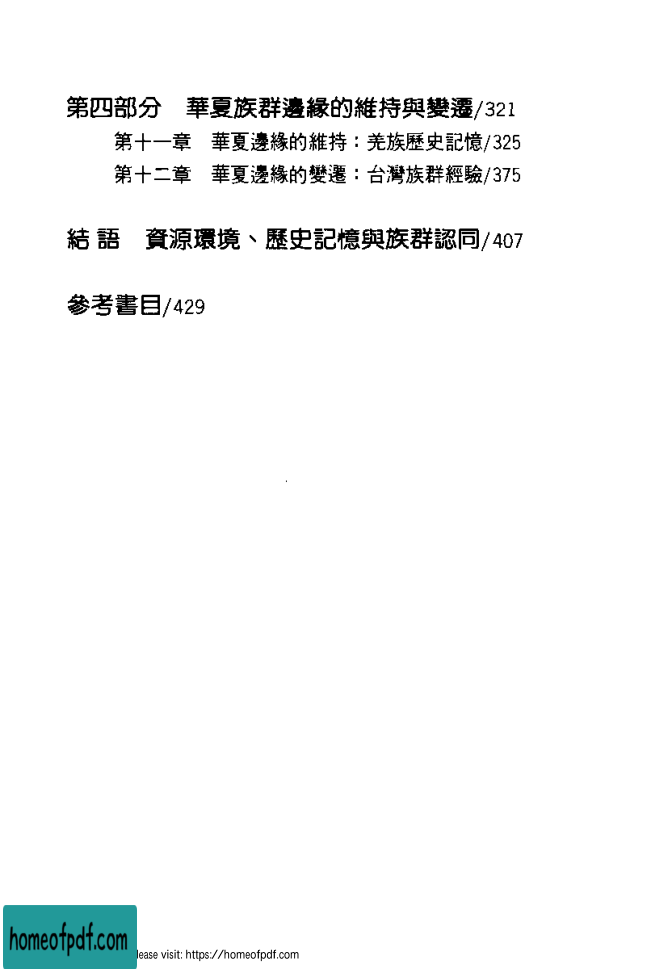 第四部分　華夏族群邊緣的維持與變遷/321
第十一章　華夏邊緣的維持：羌族歷史記憶/325
第十二章　華夏邊緣的變遷：台灣族群經驗/375
結 語　資源環境、歷史記憶與族群認同/407
參考書目/429
homeofpdf.com
lease visit: https://homeofpdf.com